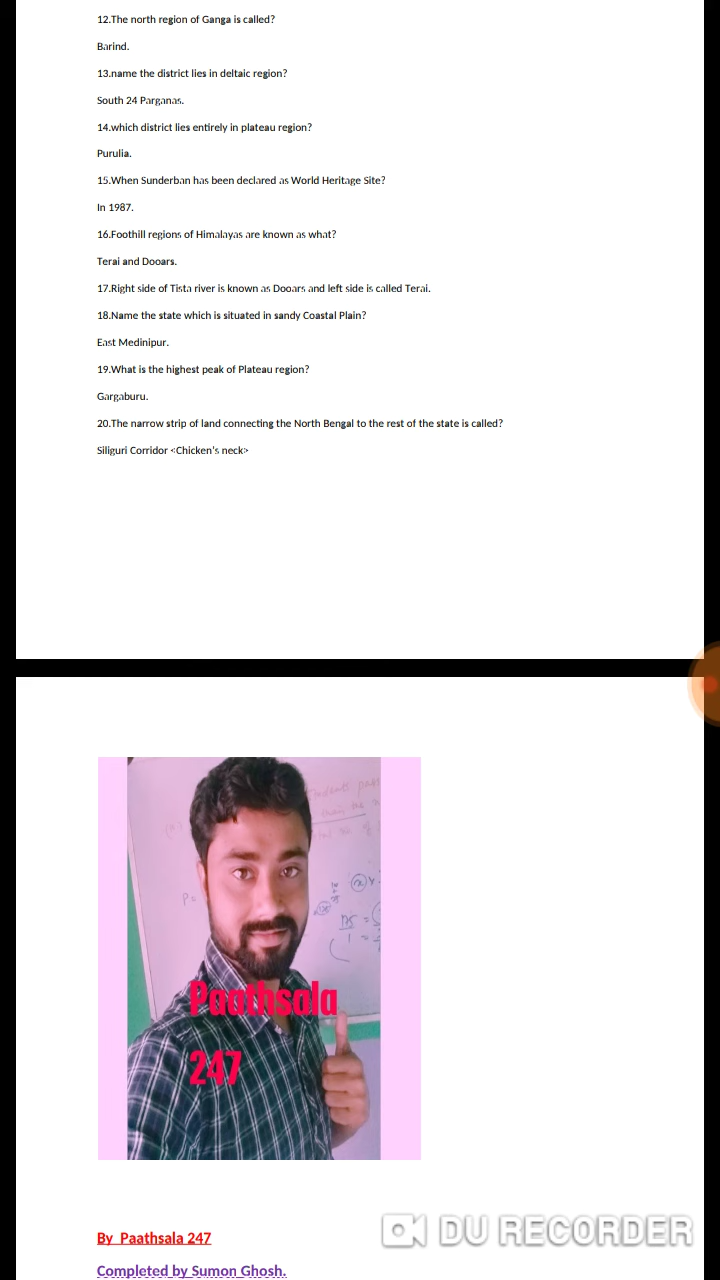 12.The north region of Ganga is called?
Barind.
13.name the district lies in deltaic region?
South 24 Parganas.
14.which district lies entirely in plateau region?
Purulia.
15.When Sunderban has been declared as World Heritage Site?
In 1987.
16.Foothill regions of Himalayas are known as what?
Terai and Dooars.
17.Right side of Tista river is known as Dooars and left side is called Terai.
18.Name the state which is situated in sandy Coastal Plain?
East Medinipur.
19.What is the highest peak of Plateau region?
Gargaburu.
20.The narrow strip of land connecting the North Bengal to the rest of the state is called?
Siliguri Corridor <Chicken's neck>
P=
Paathsala
247
DU RECORDER
By Paathsala 247
Completed by Sumon Ghosh.